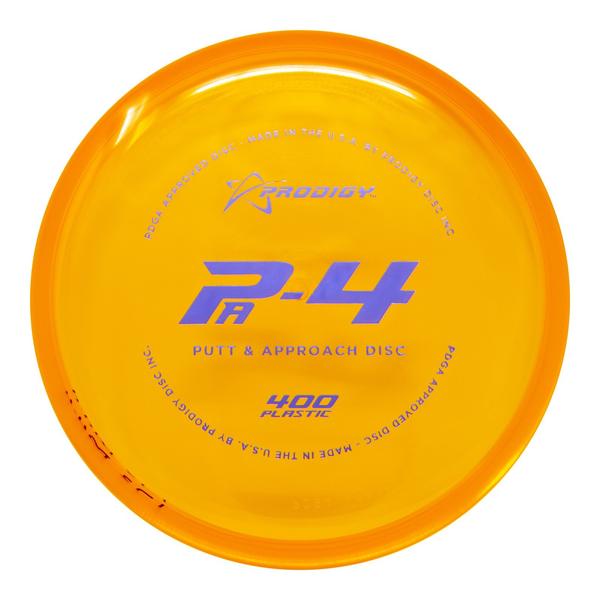 PDGA APPROVED DISC - MADE IN THE U.S.A. BY PRODIGY DISC INC
PRODIGY
PA-4
PUTT & APPROACH DISC
400
PLASTIC
PDGA APPROVED DISC - MADE IN THE U.S.A. BY PRODIGY DISC INC.